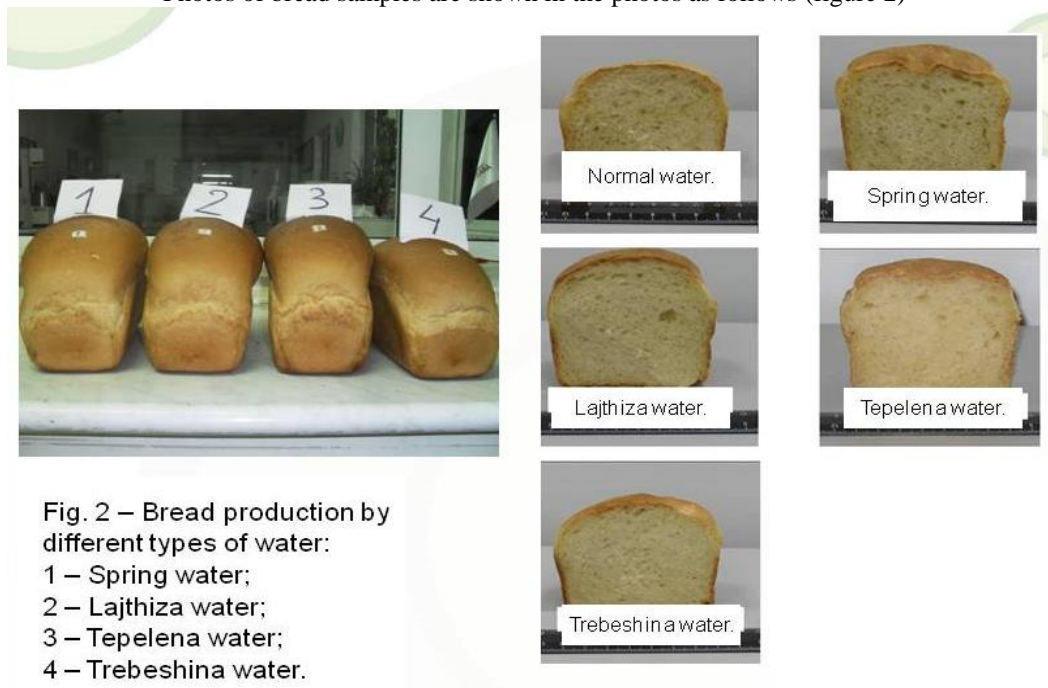 Photos of bread samples are shown in the photos as follows (figure 2)
1
2
3
4
Normal water.
Spring water.
Lajthiza water.
Tepelena water.
Trebeshina water.
Fig. 2 – Bread production by
different types of water:
1 – Spring water;
2 – Lajthiza water;
3 – Tepelena water;
4 – Trebeshina water.